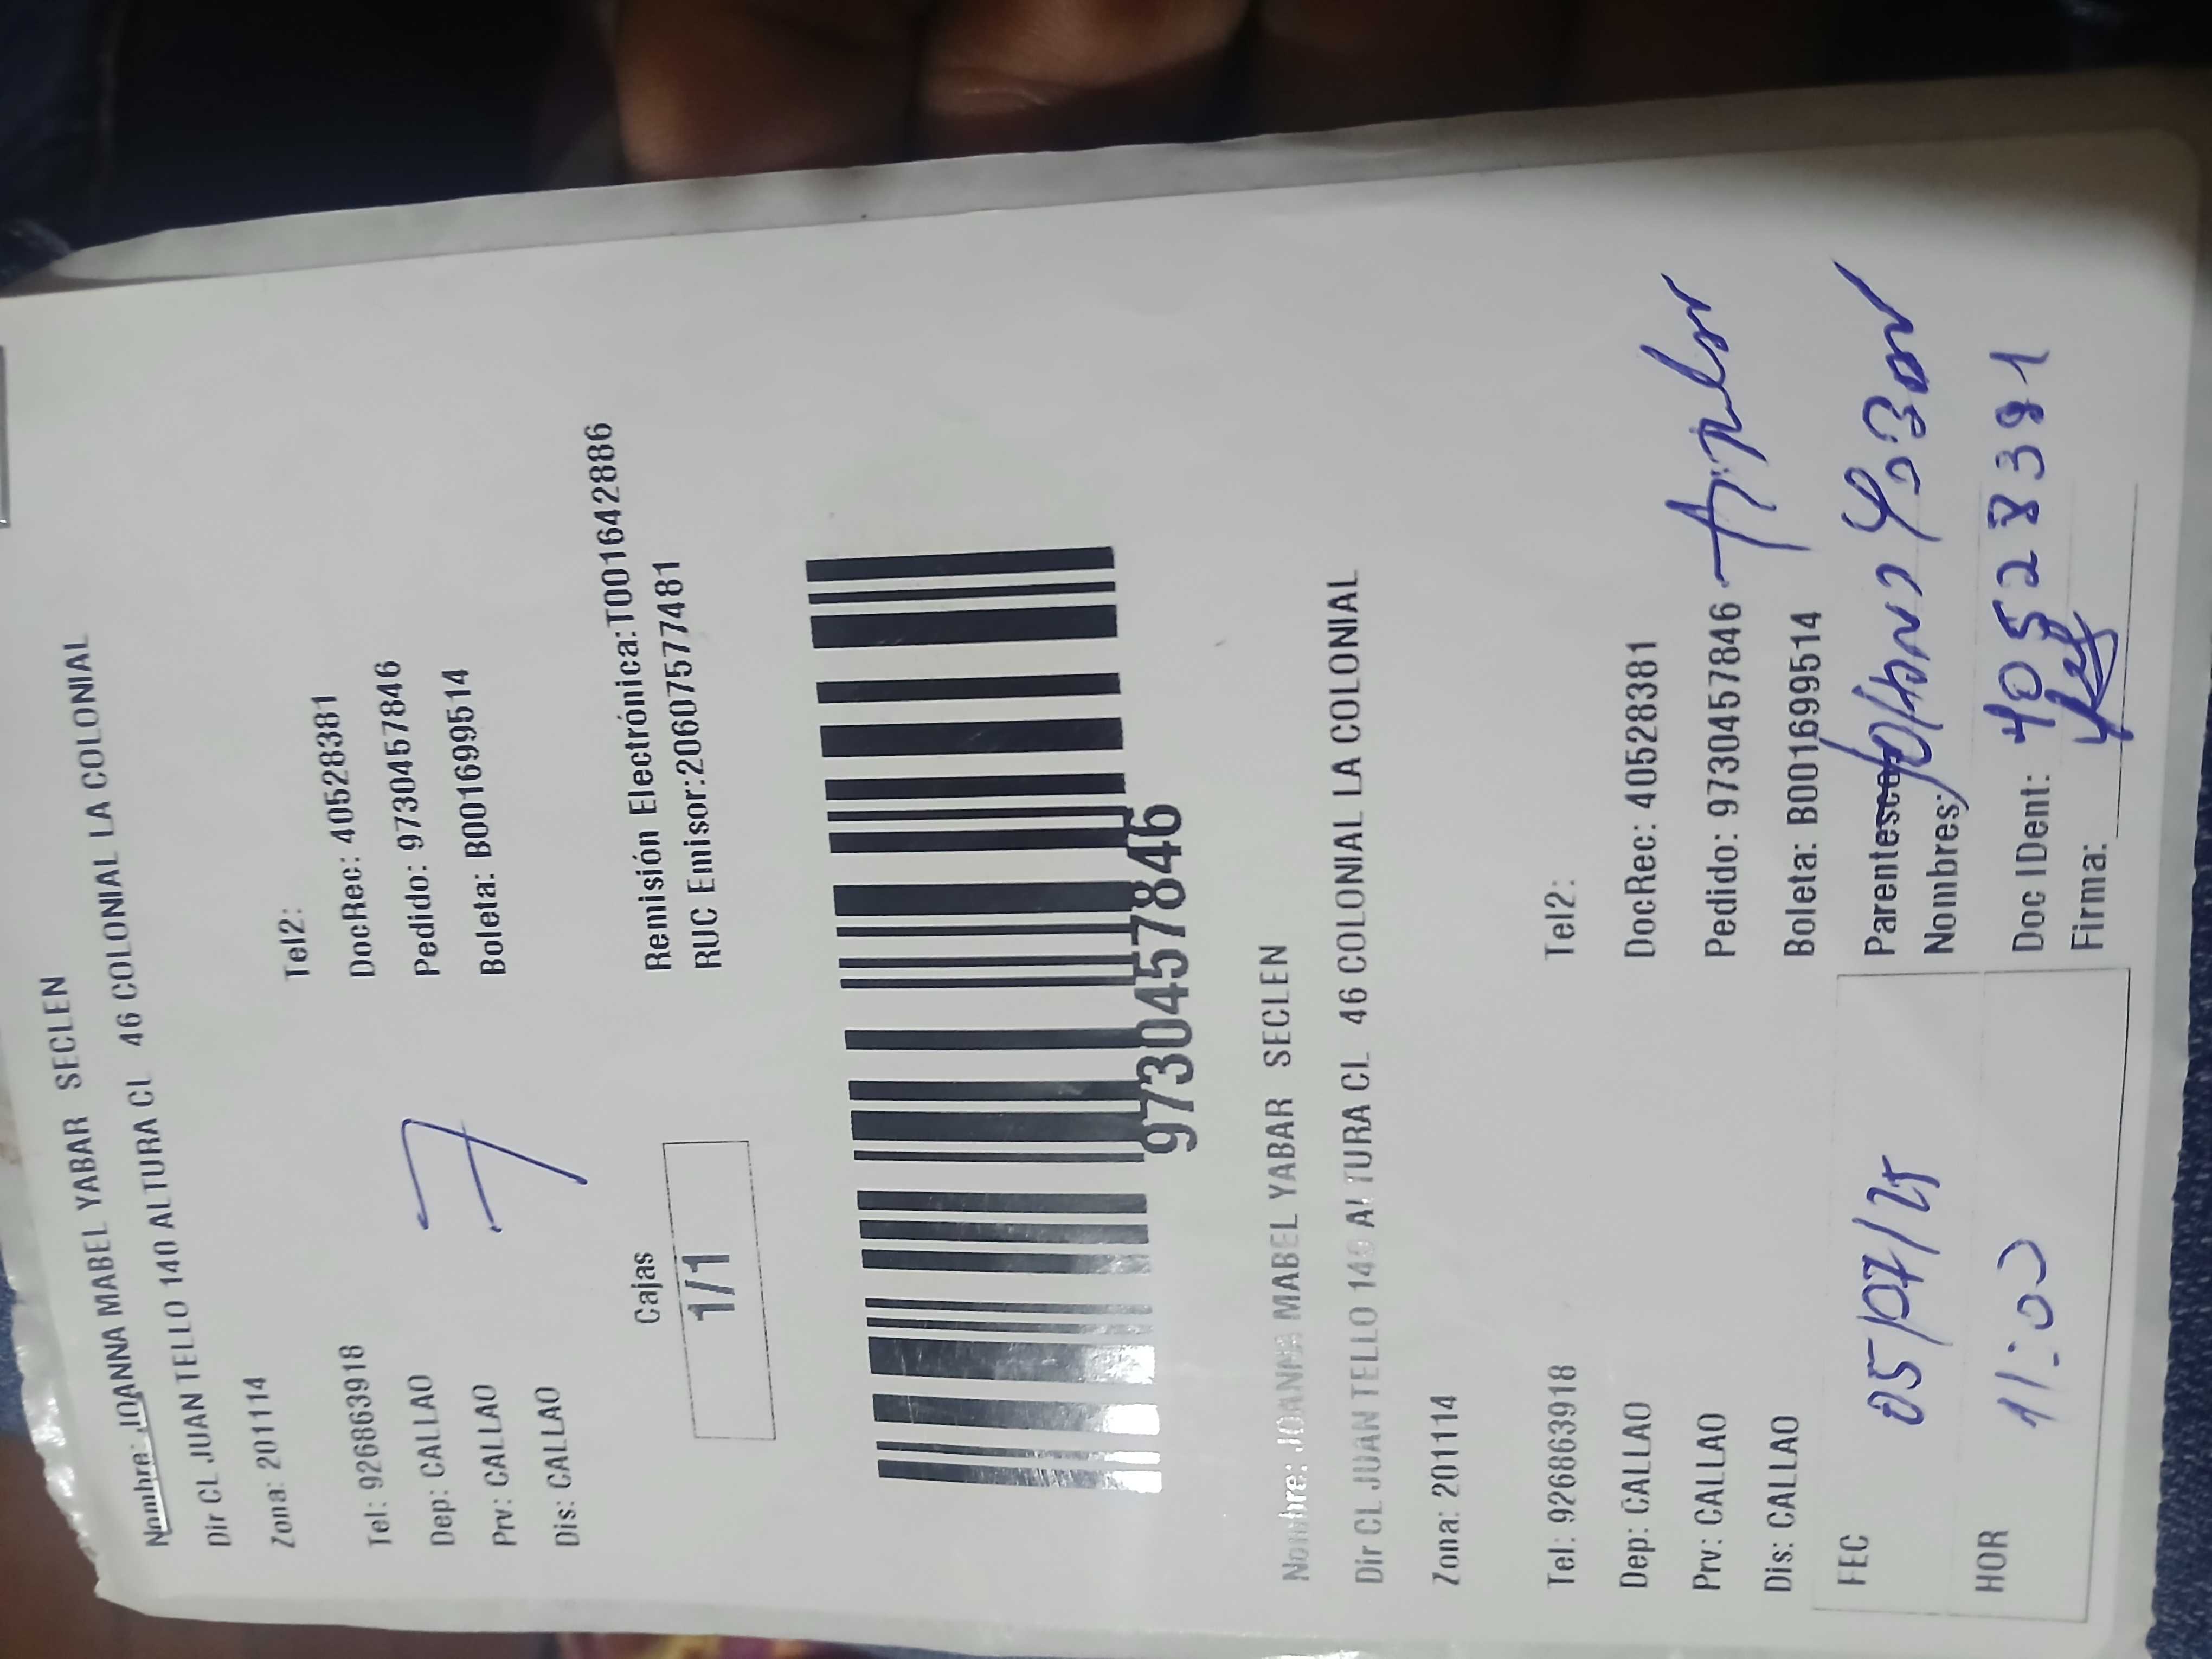 Nombre: JOANNA MABEL YABAR SECLEN
Dir CL JUAN TELLO 140 ALTURA CL 46 COLONIAL LA COLONIAL
Zona: 201114
Tel: 926863918 Tel2:
Dep: CALLAO DocRec: 40528381
Prv: CALLAO Pedido: 9730457846
Dis: CALLAO Boleta: B001699514
7
Cajas
1/1
Remisión Electrónica:T001642886
RUC Emisor:20607577481
9730457846
Nombre: JOANNA MABEL YABAR SECLEN
Dir CL JUAN TELLO 140 ALTURA CL 46 COLONIAL LA COLONIAL
Zona: 201114
Tel: 926863918 Tel2:
Dep: CALLAO DocRec: 40528381
Prv: CALLAO Pedido: 9730457846
Dis: CALLAO Boleta: B001699514
FEC 05/07/25 Parentesco
Nombres:
HOR 11:00 Doc IDent: 40528381
Firma: